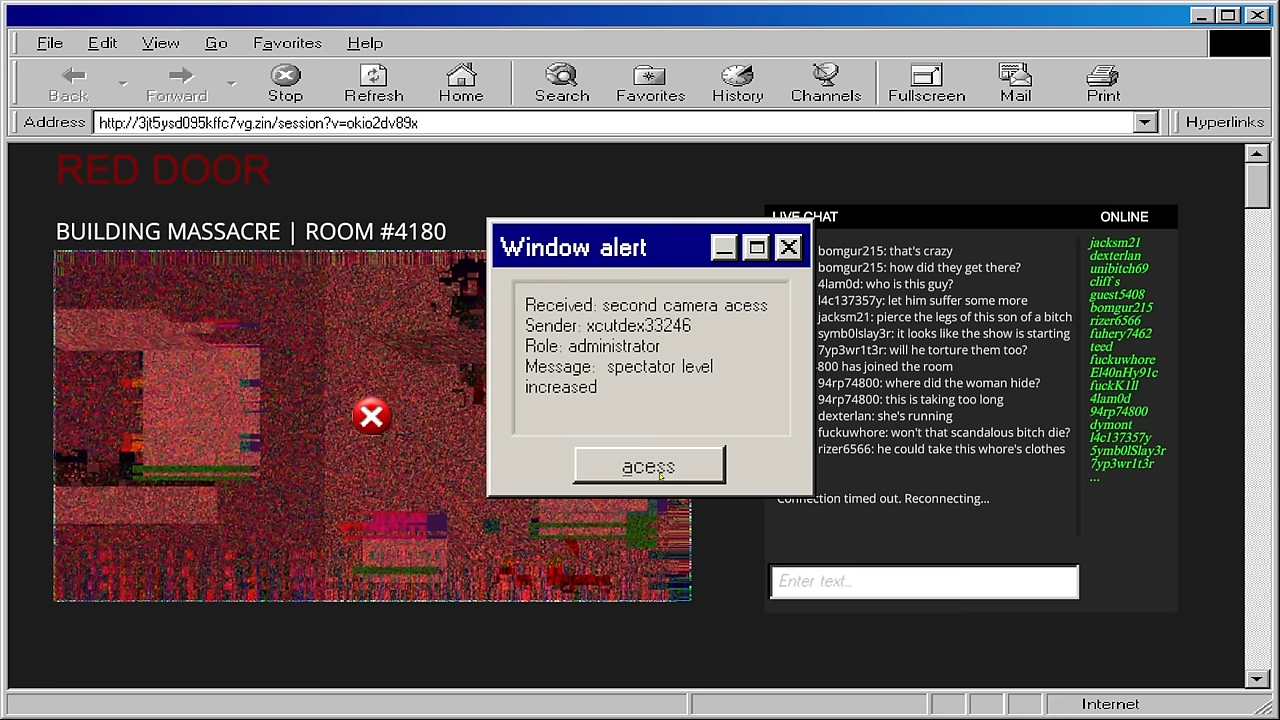 File Edit View Go Favorites Help
Back Forward Stop Refresh Home Search Favorites History Channels Fullscreen Mail Print
Address http://3jt5ysd095kffc7vg.zin/session?v=okio2dv89x Hyperlinks
RED DOOR
BUILDING MASSACRE | ROOM #4180
Window alert
Received: second camera acess
Sender: xcutdex33246
Role: administrator
Message: spectator level
increased
acess
LIVE CHAT
bomgur215: that's crazy
bomgur215: how did they get there?
4lam0d: who is this guy?
l4c137357y: let him suffer some more
jacksm21: pierce the legs of this son of a bitch
symb0lslay3r: it looks like the show is starting
7yp3wr1t3r: will he torture them too?
800 has joined the room
94rp74800: where did the woman hide?
94rp74800: this is taking too long
dexterlan: she's running
fuckuwhore: won't that scandalous bitch die?
rizer6566: he could take this whore's clothes
Connection timed out. Reconnecting...
Enter text...
ONLINE
jacksm21
dexterlan
unibitch69
cliff s
guest5408
bomgur215
rizer6566
fuhery7462
teed
fuckuwhore
El40nHy91c
fuckK1ll
4lam0d
94rp74800
dymont
l4c137357y
5ymb0lSlay3r
7yp3wr1t3r
...
Internet